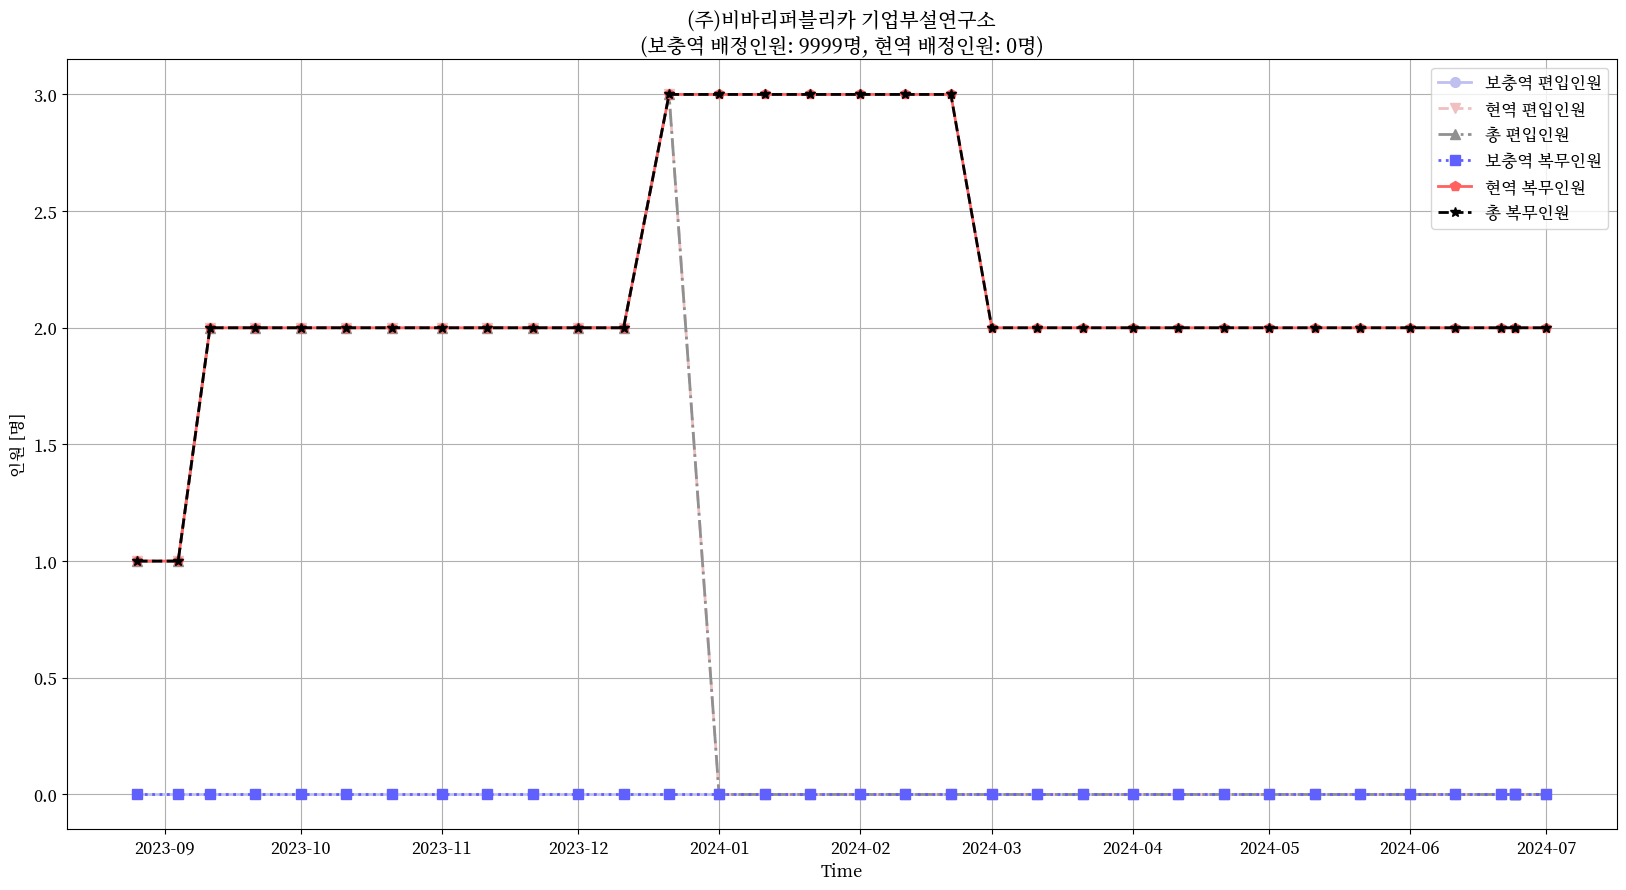 (주)비바리퍼블리카 기업부설연구소
(보충역 배정인원: 9999명, 현역 배정인원: 0명)
보충역 편입인원
현역 편입인원
총 편입인원
보충역 복무인원
현역 복무인원
총 복무인원
3.0
2.5
2.0
1.5
1.0
0.5
0.0
인원 [명]
2023-09 2023-10 2023-11 2023-12 2024-01 2024-02 2024-03 2024-04 2024-05 2024-06 2024-07
Time